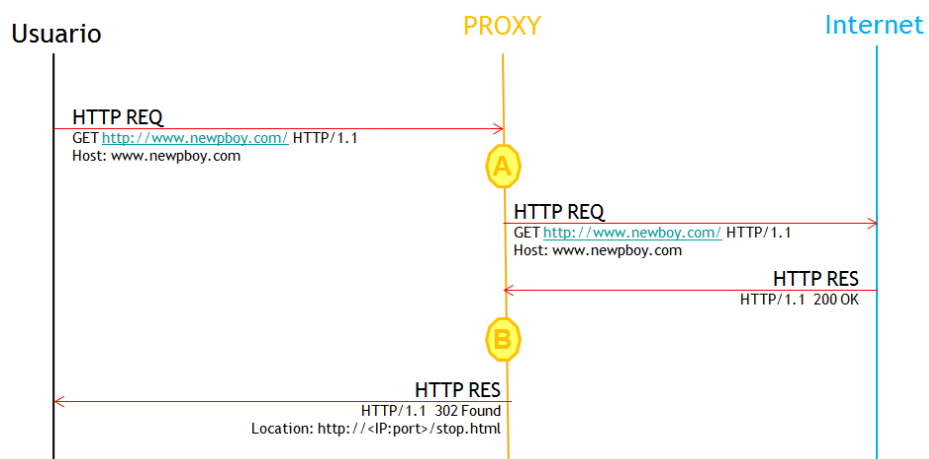 Usuario
PROXY
Internet
HTTP REQ
GET http://www.newpboy.com/ HTTP/1.1
Host: www.newpboy.com
A
HTTP REQ
GET http://www.newboy.com/ HTTP/1.1
Host: www.newpboy.com
HTTP RES
HTTP/1.1 200 OK
B
HTTP RES
HTTP/1.1 302 Found
Location: http://<IP:port>/stop.html